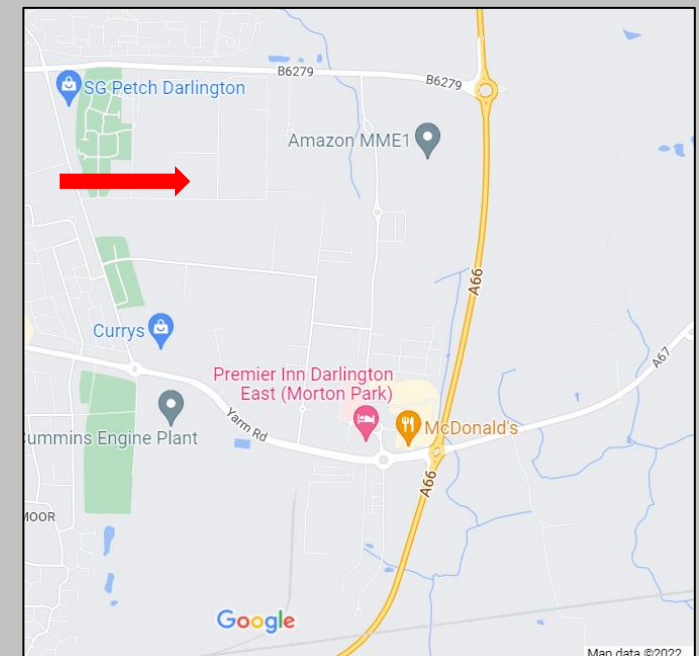 B6279
B6279
SG Petch Darlington
Amazon MME1
A66
A67
Currys
Premier Inn Darlington
East (Morton Park)
McDonald's
Yarm Rd
ummins Engine Plant
A66
MOOR
Google
Map data ©2022